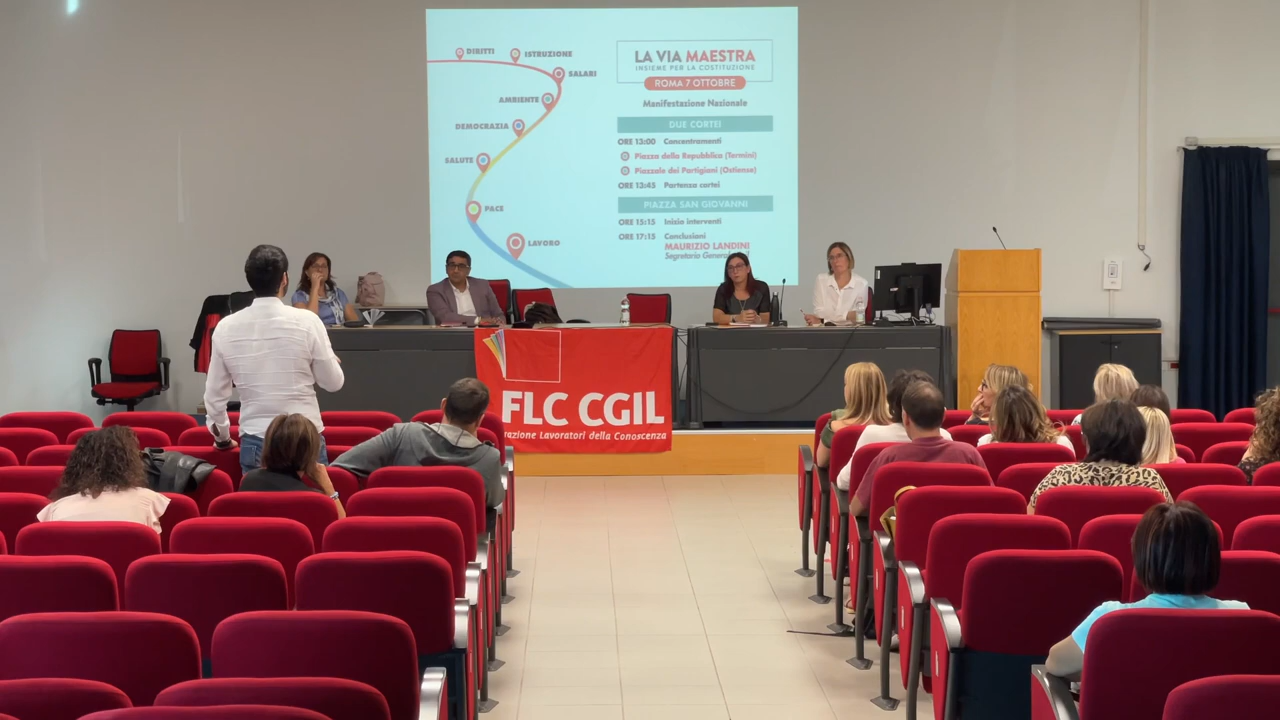 DIRITTI
ISTRUZIONE
SALARI
AMBIENTE
DEMOCRAZIA
SALUTE
PACE
LAVORO
LA VIA MAESTRA
INSIEME PER LA COSTITUZIONE
ROMA 7 OTTOBRE
Manifestazione Nazionale
DUE CORTEI
ORE 13:00 Concentramenti
Piazza della Repubblica (Termini)
Piazzale dei Partigiani (Ostiense)
ORE 13:45 Partenza cortei
PIAZZA SAN GIOVANNI
ORE 15:15 Inizio interventi
ORE 17:15 Conclusioni
MAURIZIO LANDINI
Segretario
FLC CGIL
Lavoratori della Conoscenza